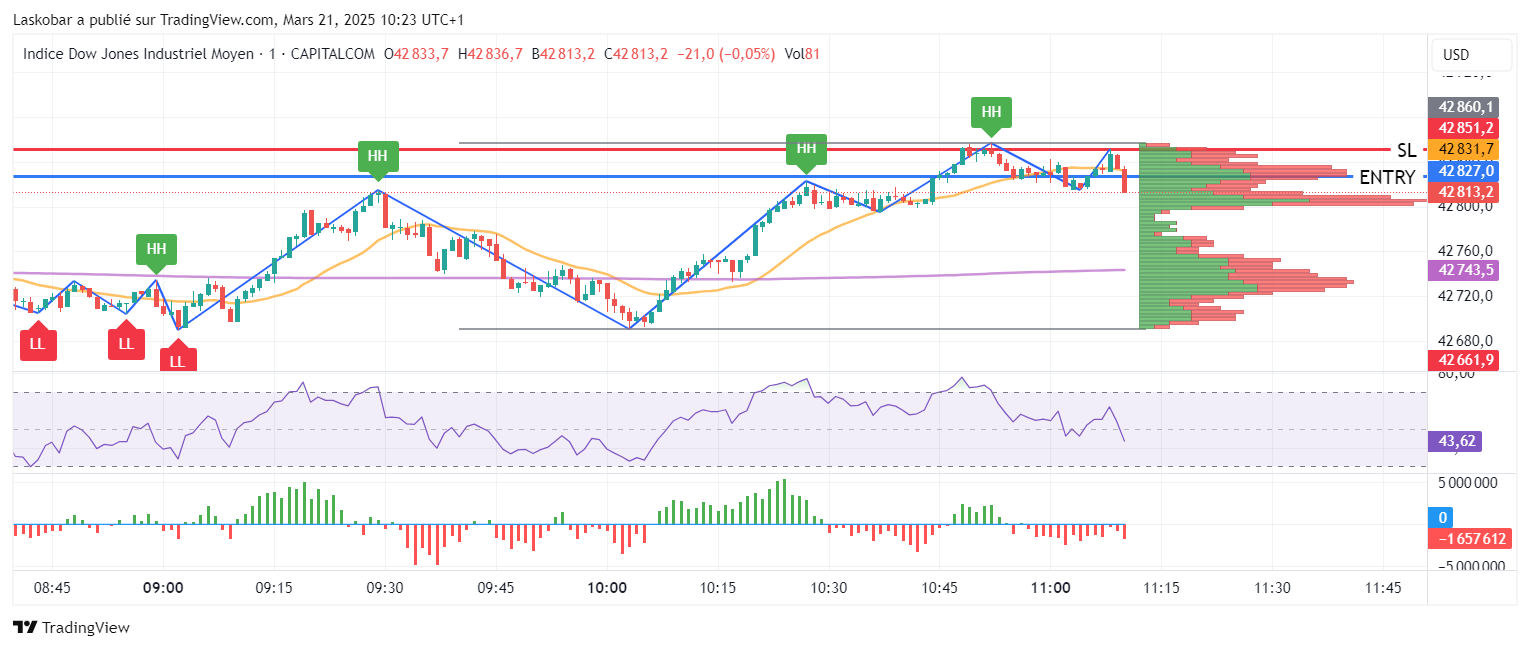 Laskobar a publié sur TradingView.com, Mars 21, 2025 10:23 UTC+1
Indice Dow Jones Industriel Moyen · 1 · CAPITALCOM O42 833,7 H42 836,7 B42 813,2 C42 813,2 −21,0 (−0,05%) Vol81
USD
42 860,1
HH
HH
HH
HH
42 851,2
SL
42 831,7
ENTRY
42 827,0
42 813,2
42 800,0
42 760,0
42 743,5
42 720,0
42 680,0
LL
LL
LL
42 661,9
80,00
43,62
5 000 000
0
−1 657 612
−5 000 000
08:45 09:00 09:15 09:30 09:45 10:00 10:15 10:30 10:45 11:00 11:15 11:30 11:45
TradingView